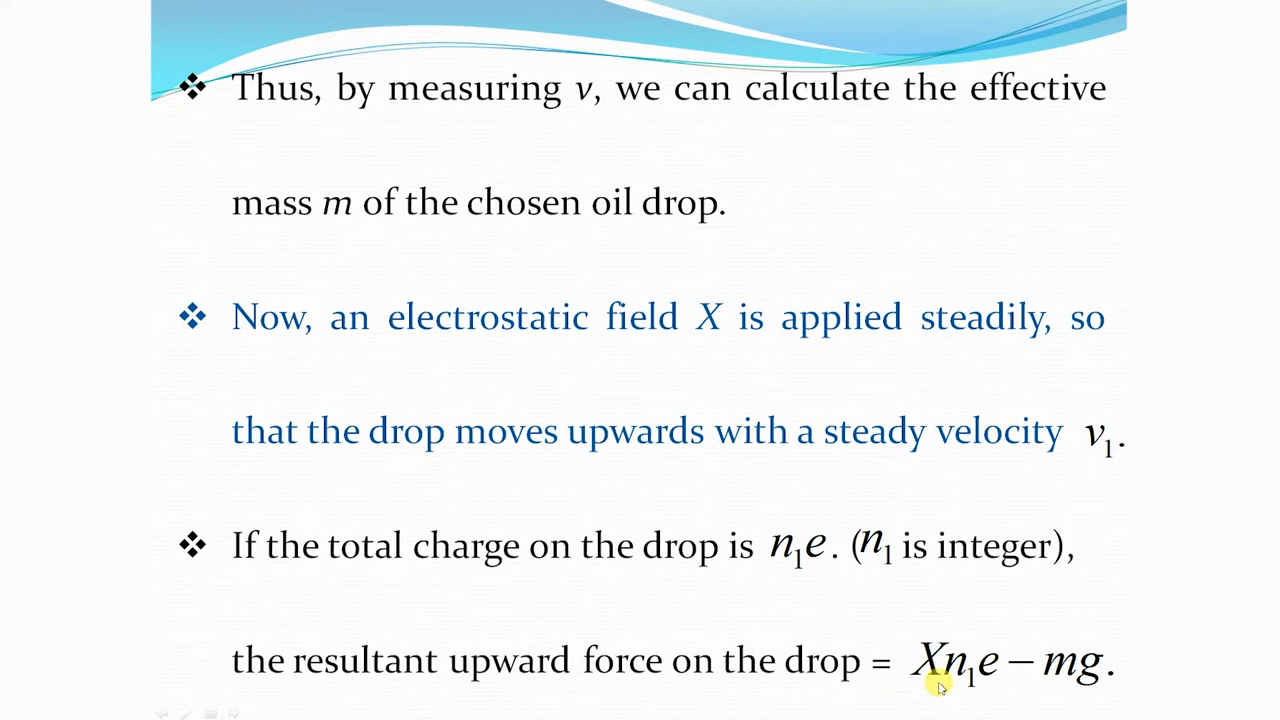 ❖ Thus, by measuring v, we can calculate the effective
mass m of the chosen oil drop.
❖ Now, an electrostatic field X is applied steadily, so
that the drop moves upwards with a steady velocity v₁.
❖ If the total charge on the drop is n₁e. (n₁ is integer),
the resultant upward force on the drop = Xn₁e − mg.